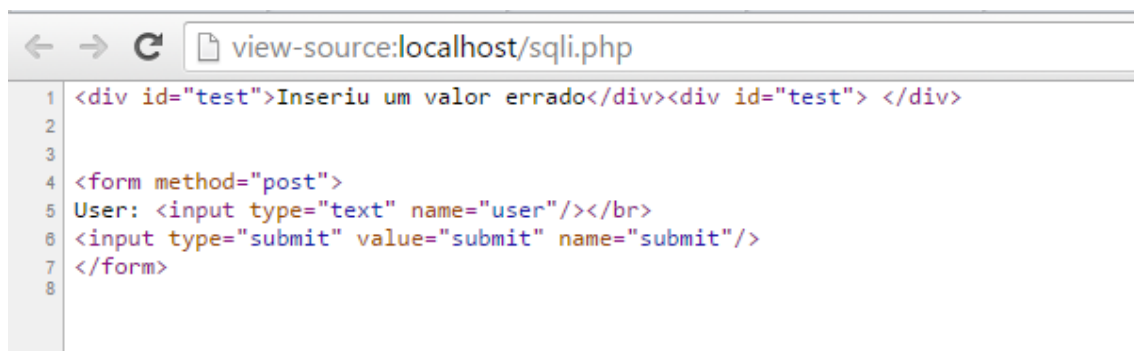 view-source:localhost/sqli.php
1 <div id="test">Inseriu um valor errado</div><div id="test"> </div>
2
3
4 <form method="post">
5 User: <input type="text" name="user"/></br>
6 <input type="submit" value="submit" name="submit"/>
7 </form>
8